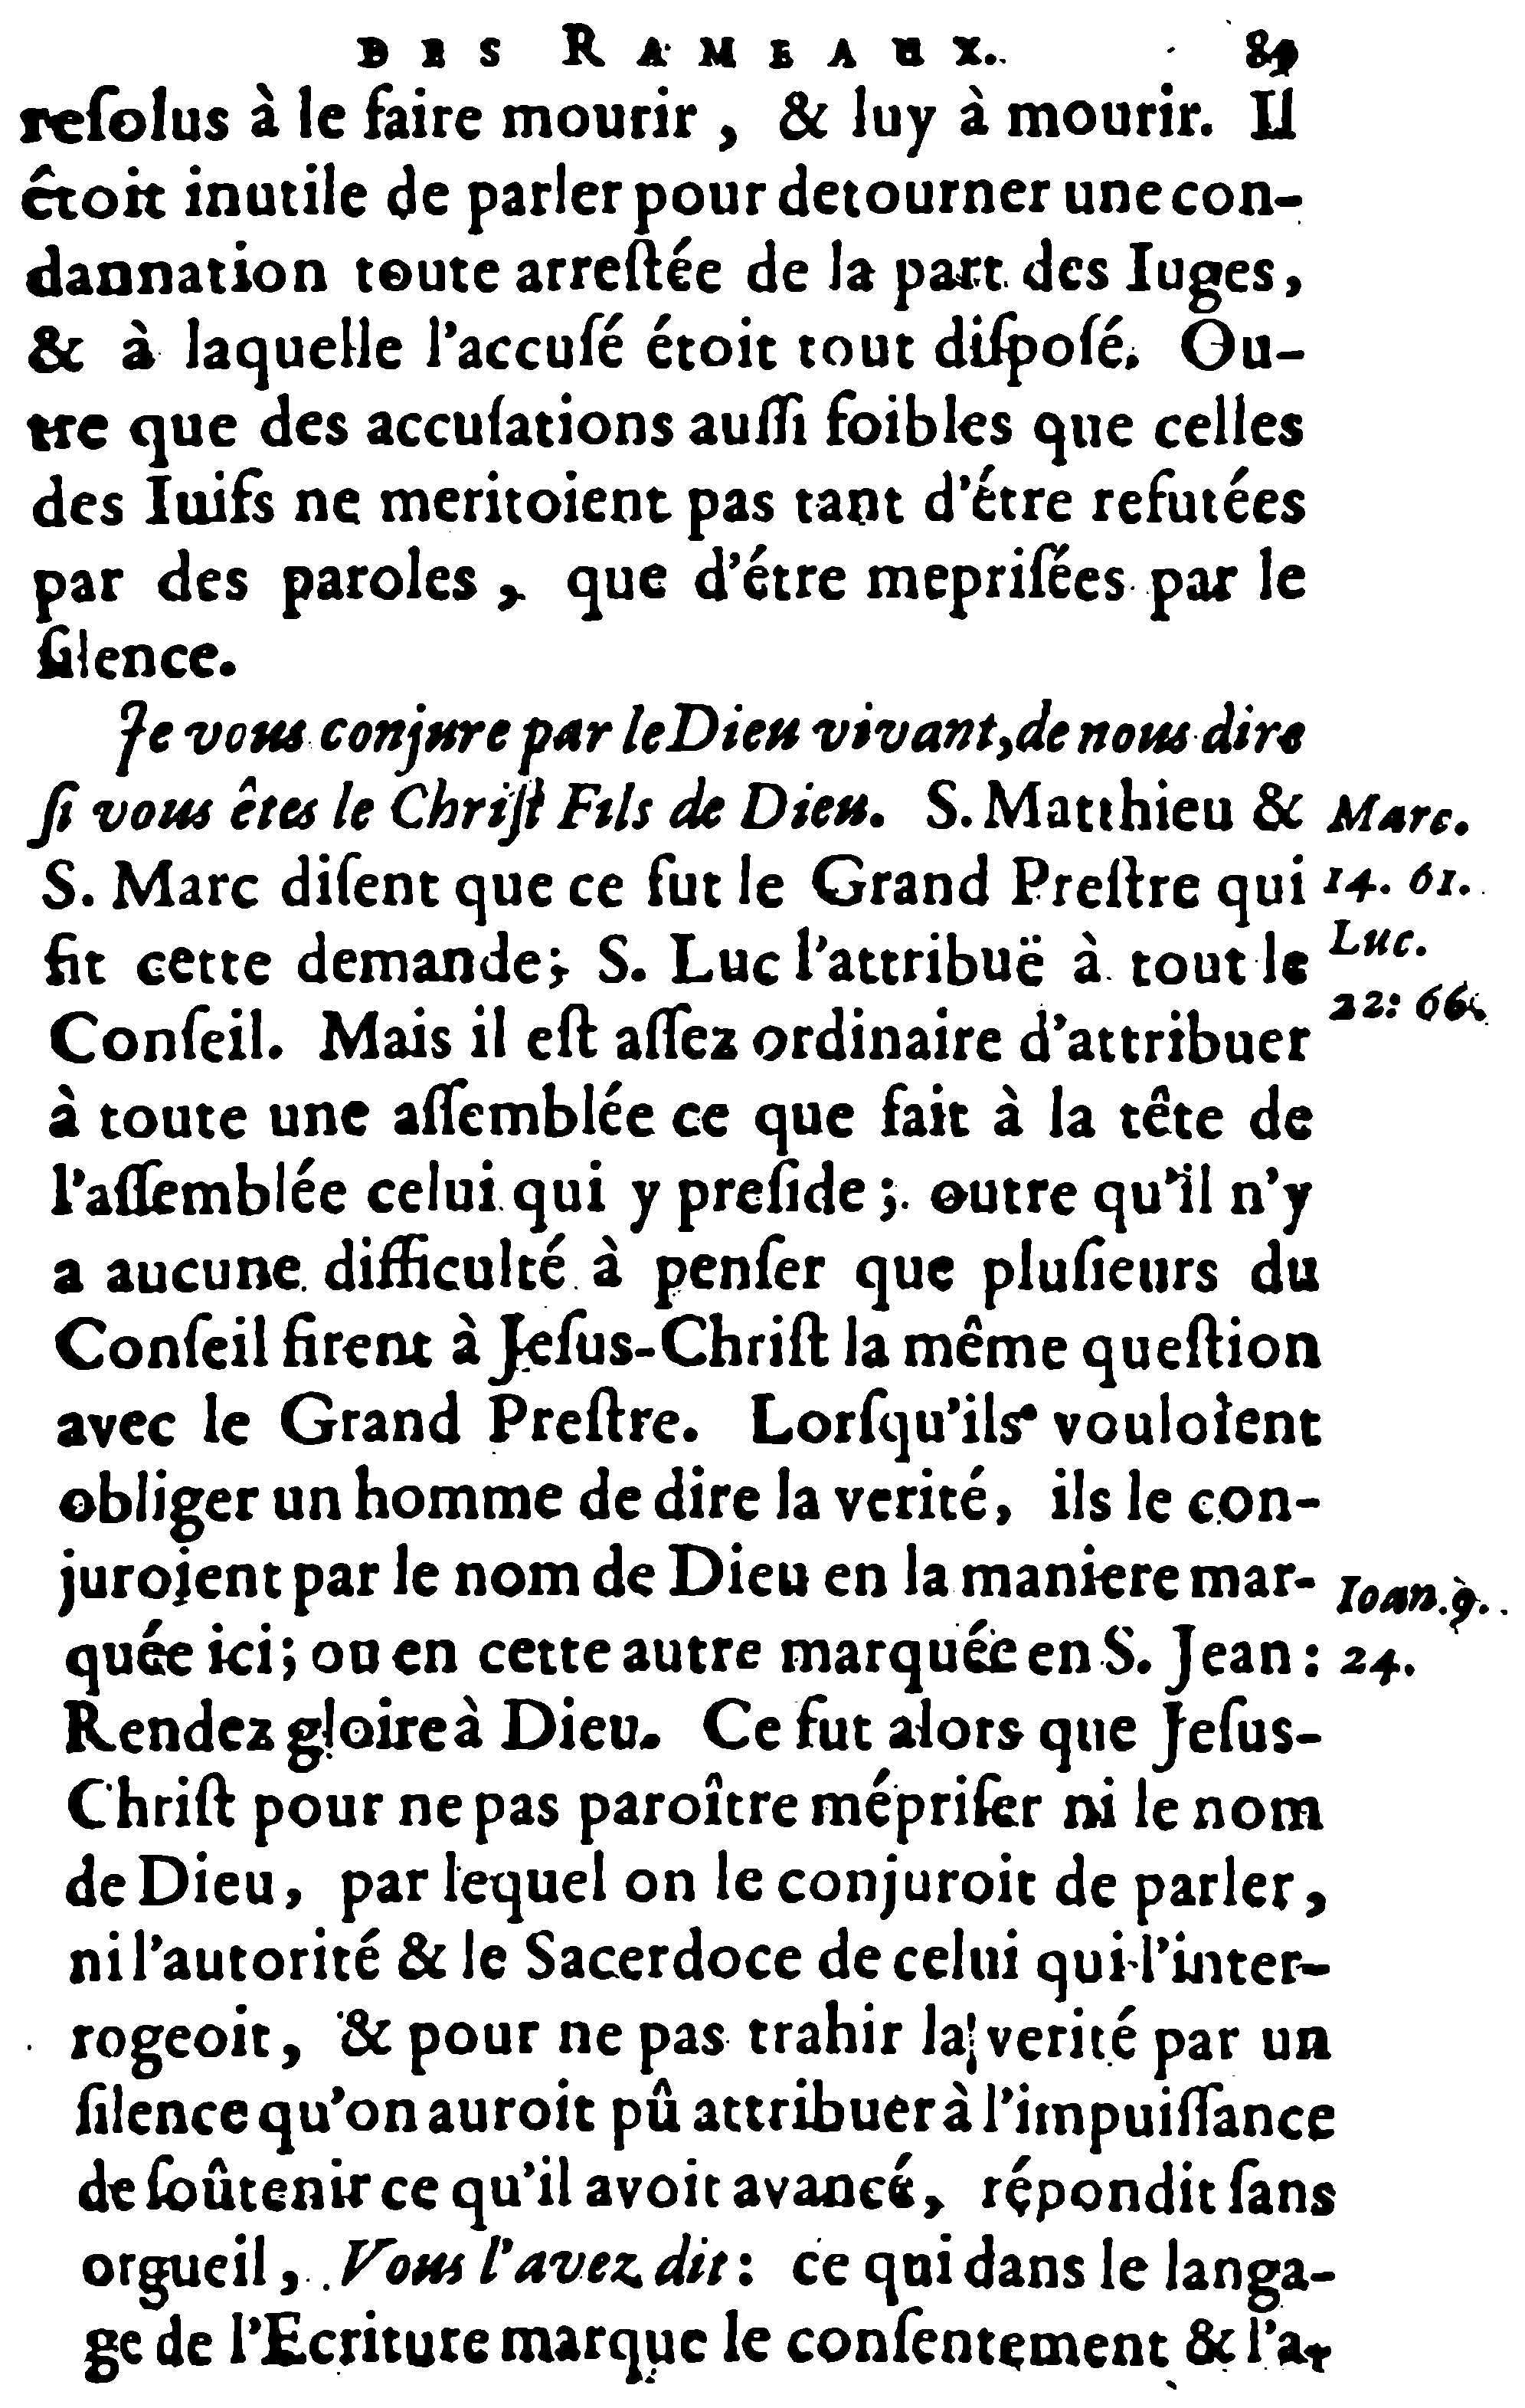 DES RAMEAUX. 89
reſolus à le faire mourir, & luy à mourir. Il
étoit inutile de parler pour detourner une con-
dannation toute arreſtée de la part des Iuges,
& à laquelle l'accuſé étoit tout diſpoſé. Ou-
tre que des accuſations auſſi foibles que celles
des Iuifs ne meritoient pas tant d'étre refutées
par des paroles, que d'étre mepriſées par le
ſilence.
Je vous conjure par le Dieu vivant, de nous dire
ſi vous êtes le Chriſt Fils de Dieu. S. Matthieu &
Marc.
S. Marc diſent que ce fut le Grand Preſtre qui
14. 61.
fit cette demande; S. Luc l'attribuë à tout le
Luc.
22: 66.
Conſeil. Mais il eſt aſſez ordinaire d'attribuer
à toute une aſſemblée ce que fait à la tête de
l'aſſemblée celui qui y preſide; outre qu'il n'y
a aucune difficulté à penſer que pluſieurs du
Conſeil firent à Jeſus-Chriſt la même queſtion
avec le Grand Preſtre. Lorſqu'ils vouloient
obliger un homme de dire la verité, ils le con-
juroient par le nom de Dieu en la maniere mar-
Ioan. 9.
quée ici; ou en cette autre marquée en S. Jean:
24.
Rendez gloire à Dieu. Ce fut alors que Jeſus-
Chriſt pour ne pas paroître mépriſer ni le nom
de Dieu, par lequel on le conjuroit de parler,
ni l'autorité & le Sacerdoce de celui qui l'inter-
rogeoit, & pour ne pas trahir la verité par un
ſilence qu'on auroit pû attribuer à l'impuiſſance
de ſoûtenir ce qu'il avoit avancé, répondit ſans
orgueil, Vous l'avez dit: ce qui dans le langa-
ge de l'Ecriture marque le conſentement & l'a-